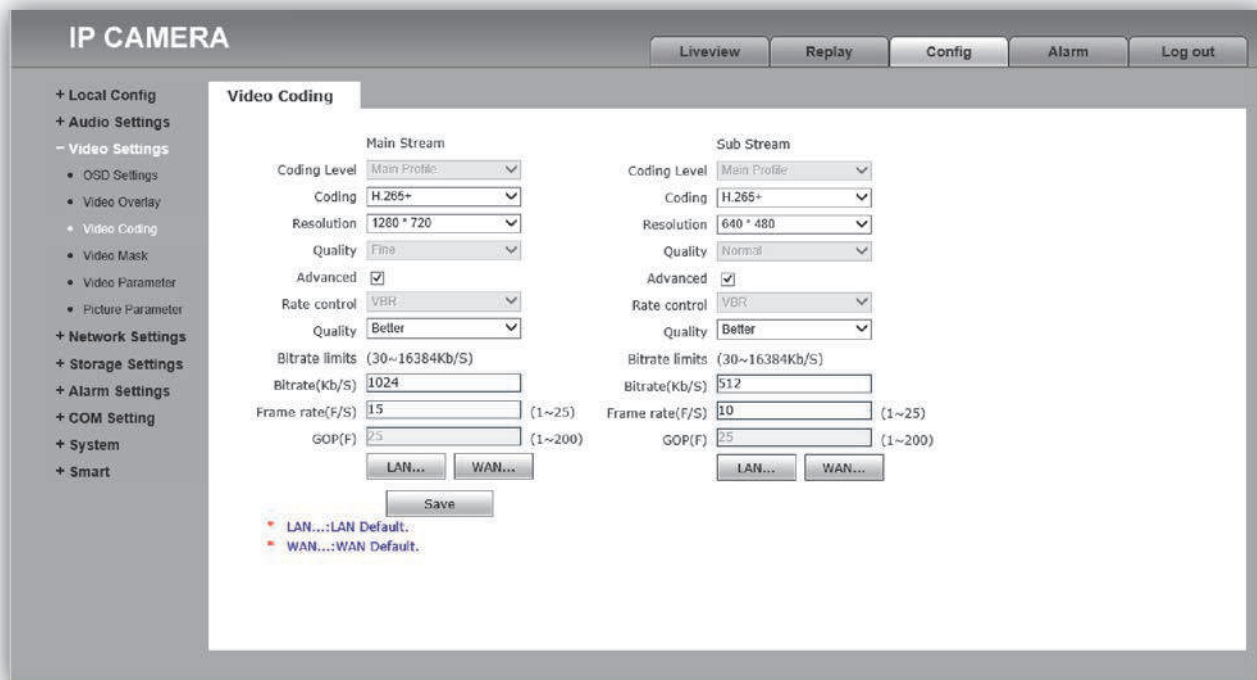 IP CAMERA
Liveview Replay Config Alarm Log out
+ Local Config
+ Audio Settings
− Video Settings
• OSD Settings
• Video Overlay
• Video Coding
• Video Mask
• Video Parameter
• Picture Parameter
+ Network Settings
+ Storage Settings
+ Alarm Settings
+ COM Setting
+ System
+ Smart
Video Coding
Main Stream
Coding Level Main Profile
Coding H.265+
Resolution 1280 * 720
Quality Fine
Advanced
Rate control VBR
Quality Better
Bitrate limits (30~16384Kb/S)
Bitrate(Kb/S) 1024
Frame rate(F/S) 15 (1~25)
GOP(F) 25 (1~200)
LAN... WAN...
Save
* LAN...:LAN Default.
* WAN...:WAN Default.
Sub Stream
Coding Level Main Profile
Coding H.265+
Resolution 640 * 480
Quality Normal
Advanced
Rate control VBR
Quality Better
Bitrate limits (30~16384Kb/S)
Bitrate(Kb/S) 512
Frame rate(F/S) 10 (1~25)
GOP(F) 25 (1~200)
LAN... WAN...